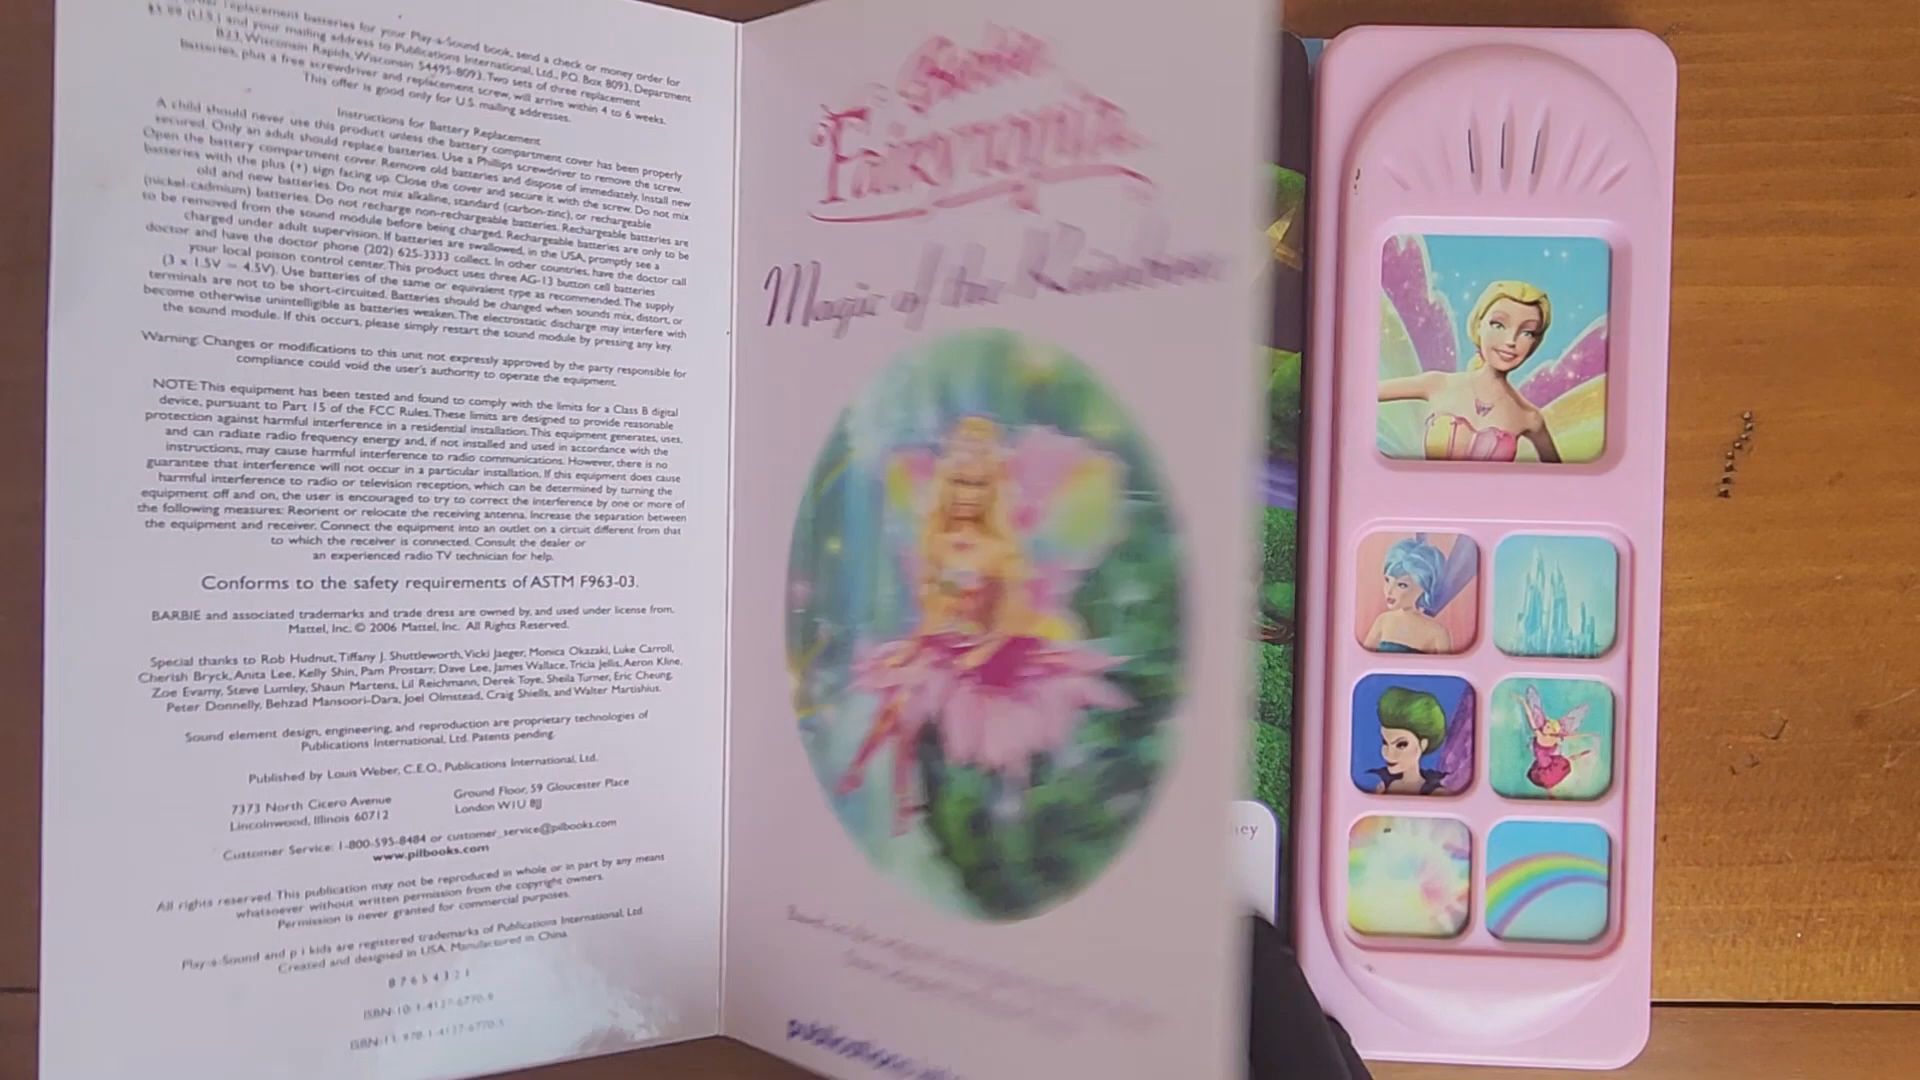 replacement batteries for your Play-a-Sound book, send a check or money order for
$5.00 (U.S.) and your mailing address to Publications International, Ltd., P.O. Box 8093, Department
B23, Wisconsin Rapids, Wisconsin 54495-8093. Two sets of three replacement
batteries, plus a free screwdriver and replacement screw, will arrive within 4 to 6 weeks.
This offer is good only for U.S. mailing addresses.
Instructions for Battery Replacement
A child should never use this product unless the battery compartment cover has been properly
secured. Only an adult should replace batteries. Use a Phillips screwdriver to remove the screw.
Open the battery compartment cover. Remove old batteries and dispose of immediately. Install new
batteries with the plus (+) sign facing up. Close the cover and secure it with the screw. Do not mix
old and new batteries. Do not mix alkaline, standard (carbon-zinc), or rechargeable
(nickel-cadmium) batteries. Do not recharge non-rechargeable batteries. Rechargeable batteries are
to be removed from the sound module before being charged. Rechargeable batteries are only to be
charged under adult supervision. If batteries are swallowed, in the USA, promptly see a
doctor and have the doctor phone (202) 625-3333 collect. In other countries, have the doctor call
your local poison control center. This product uses three AG-13 button cell batteries
(3 x 1.5V = 4.5V). Use batteries of the same or equivalent type as recommended. The supply
terminals are not to be short-circuited. Batteries should be changed when sounds mix, distort, or
become otherwise unintelligible as batteries weaken. The electrostatic discharge may interfere with
the sound module. If this occurs, please simply restart the sound module by pressing any key.
Warning: Changes or modifications to this unit not expressly approved by the party responsible for
compliance could void the user's authority to operate the equipment.
NOTE: This equipment has been tested and found to comply with the limits for a Class B digital
device, pursuant to Part 15 of the FCC Rules. These limits are designed to provide reasonable
protection against harmful interference in a residential installation. This equipment generates, uses,
and can radiate radio frequency energy and, if not installed and used in accordance with the
instructions, may cause harmful interference to radio communications. However, there is no
guarantee that interference will not occur in a particular installation. If this equipment does cause
harmful interference to radio or television reception, which can be determined by turning the
equipment off and on, the user is encouraged to try to correct the interference by one or more of
the following measures: Reorient or relocate the receiving antenna. Increase the separation between
the equipment and receiver. Connect the equipment into an outlet on a circuit different from that
to which the receiver is connected. Consult the dealer or
an experienced radio TV technician for help.
Conforms to the safety requirements of ASTM F963-03.
BARBIE and associated trademarks and trade dress are owned by, and used under license from,
Mattel, Inc. © 2006 Mattel, Inc. All Rights Reserved.
Special thanks to Rob Hudnut, Tiffany J. Shuttleworth, Vicki Jaeger, Monica Okazaki, Luke Carroll,
Cherish Bryck, Anita Lee, Kelly Shin, Pam Prostarr, Dave Lee, James Wallace, Tricia Jellis, Aeron Kline,
Zoe Evamy, Steve Lumley, Shaun Martens, Lil Reichmann, Derek Toye, Sheila Turner, Eric Cheung,
Peter Donnelly, Behzad Mansoori-Dara, Joel Olmstead, Craig Shiells, and Walter Martishius.
Sound element design, engineering, and reproduction are proprietary technologies of
Publications International, Ltd. Patents pending.
Published by Louis Weber, C.E.O., Publications International, Ltd.
7373 North Cicero Avenue
Lincolnwood, Illinois 60712
Ground Floor, 59 Gloucester Place
London W1U 8JJ
Customer Service: 1-800-595-8484 or customer_service@pilbooks.com
www.pilbooks.com
All rights reserved. This publication may not be reproduced in whole or in part by any means
whatsoever without written permission from the copyright owners.
Permission is never granted for commercial purposes.
Play-a-Sound and p i kids are registered trademarks of Publications International, Ltd.
Created and designed in USA. Manufactured in China.
8 7 6 5 4 3 2 1
ISBN-10: 1-4127-6770-9
ISBN-13: 978-1-4127-6770-5
Barbie
Fairytopia
Magic of the Rainbow
publications